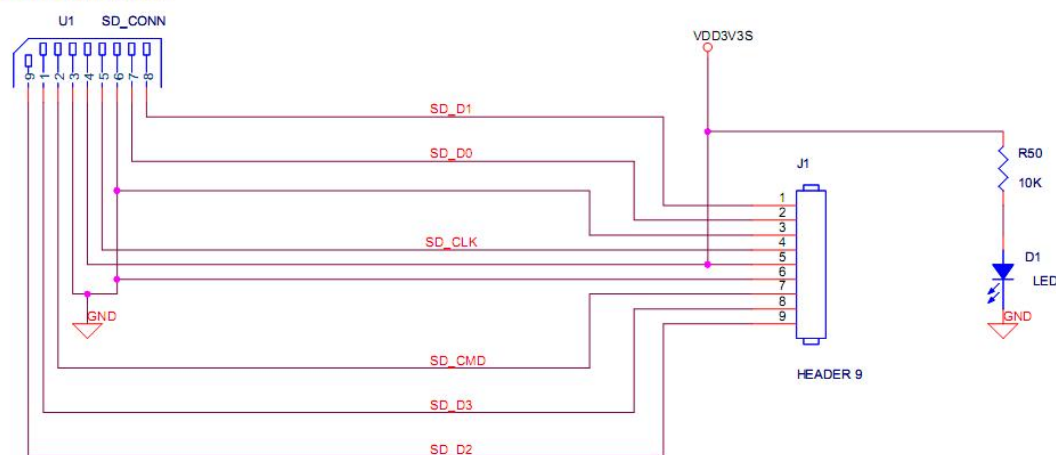 U1 SD_CONN
9 1 2 3 4 5 6 7 8
VDD3V3S
SD_D1
R50
SD_D0
J1
10K
1
2
3
SD_CLK
4
5
D1
6
LED
7
8
GND
9
GND
SD_CMD
HEADER 9
SD_D3
SD_D2